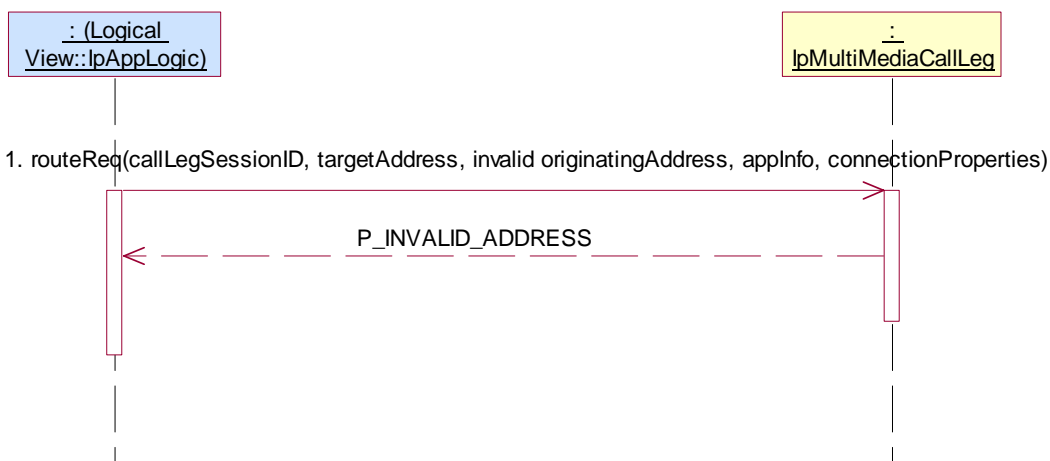 : (Logical
View::IpAppLogic)
:
IpMultiMediaCallLeg
1. routeReq(callLegSessionID, targetAddress, invalid originatingAddress, appInfo, connectionProperties)
P_INVALID_ADDRESS